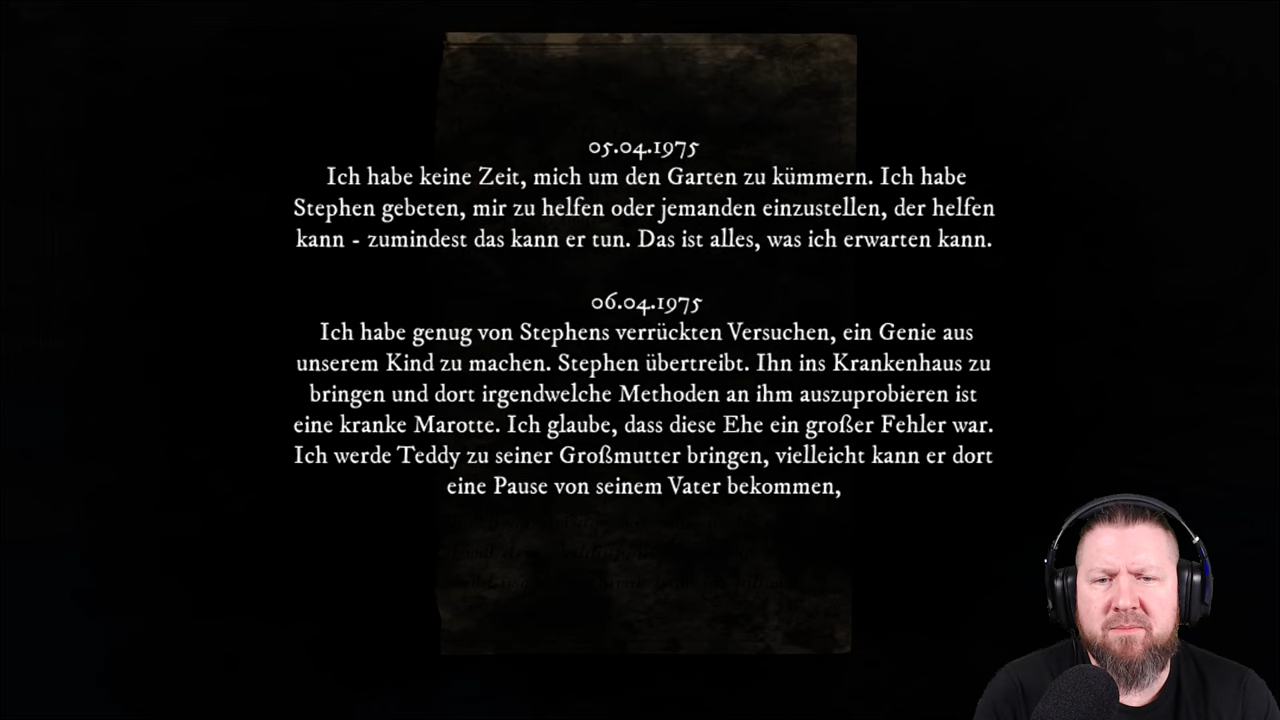 05.04.1975
Ich habe keine Zeit, mich um den Garten zu kümmern. Ich habe
Stephen gebeten, mir zu helfen oder jemanden einzustellen, der helfen
kann - zumindest das kann er tun. Das ist alles, was ich erwarten kann.
06.04.1975
Ich habe genug von Stephens verrückten Versuchen, ein Genie aus
unserem Kind zu machen. Stephen übertreibt. Ihn ins Krankenhaus zu
bringen und dort irgendwelche Methoden an ihm auszuprobieren ist
eine kranke Marotte. Ich glaube, dass diese Ehe ein großer Fehler war.
Ich werde Teddy zu seiner Großmutter bringen, vielleicht kann er dort
eine Pause von seinem Vater bekommen,